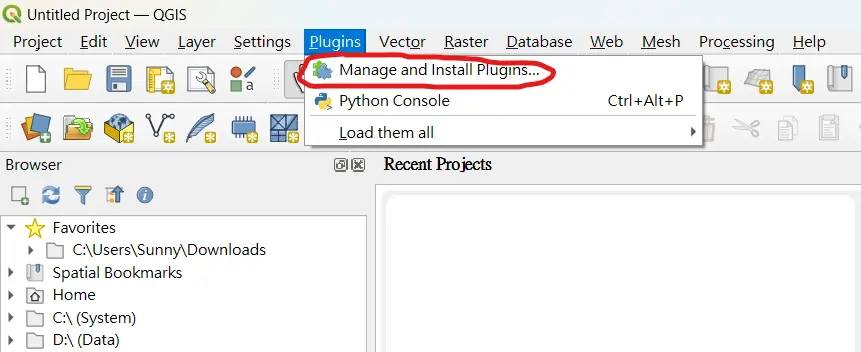 Untitled Project — QGIS
Project Edit View Layer Settings Plugins Vector Raster Database Web Mesh Processing Help
Manage and Install Plugins...
Python Console Ctrl+Alt+P
Load them all
Browser
Recent Projects
Favorites
C:\Users\Sunny\Downloads
Spatial Bookmarks
Home
C:\ (System)
D:\ (Data)